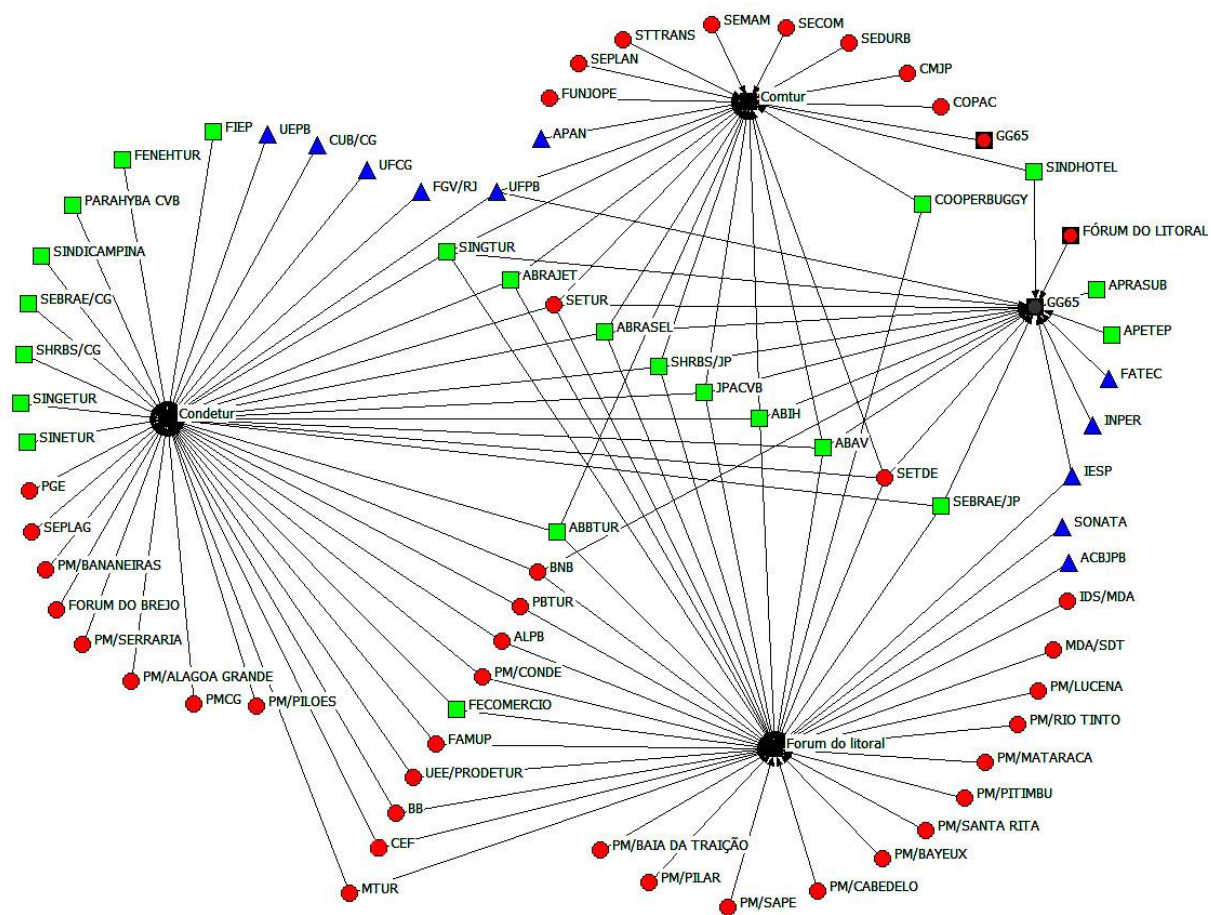 SEMAM
SECOM
STTRANS
SEDURB
SEPLAN
CMJP
FUNJOPE
Comtur
COPAC
FIEP
UEPB
APAN
GG65
CUB/CG
FENEHTUR
UFCG
SINDHOTEL
FGV/RJ
UFPB
PARAHYBA CVB
COOPERBUGGY
FÓRUM DO LITORAL
SINGTUR
SINDICAMPINA
ABRAJET
APRASUB
SEBRAE/CG
SETUR
GG65
ABRASEL
APETEP
SHRBS/CG
SHRBS/JP
FATEC
JPACVB
SINGETUR
Condetur
ABIH
INPER
SINETUR
ABAV
PGE
SETDE
IESP
SEBRAE/JP
SEPLAG
ABBTUR
SONATA
PM/BANANEIRAS
BNB
ACBJPB
FORUM DO BREJO
PBTUR
IDS/MDA
PM/SERRARIA
ALPB
MDA/SDT
PM/ALAGOA GRANDE
PM/CONDE
PM/LUCENA
PMCG
PM/PILOES
FECOMERCIO
PM/RIO TINTO
FAMUP
Forum do litoral
PM/MATARACA
UEE/PRODETUR
PM/PITIMBU
BB
PM/SANTA RITA
CEF
PM/BAIA DA TRAIÇÃO
PM/BAYEUX
MTUR
PM/PILAR
PM/CABEDELO
PM/SAPE